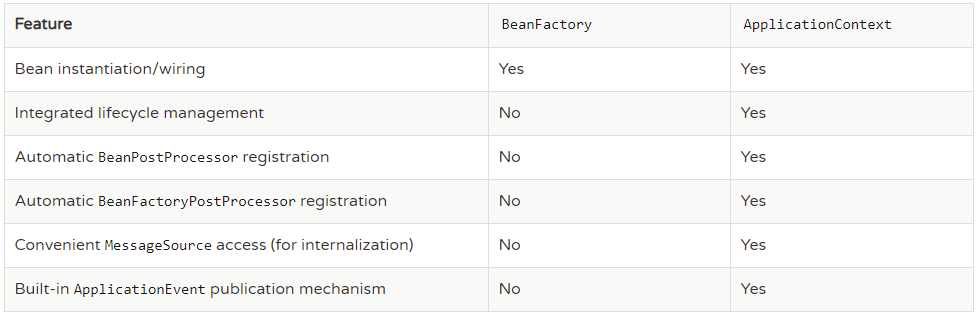 Feature BeanFactory ApplicationContext
Bean instantiation/wiring Yes Yes
Integrated lifecycle management No Yes
Automatic BeanPostProcessor registration No Yes
Automatic BeanFactoryPostProcessor registration No Yes
Convenient MessageSource access (for internalization) No Yes
Built-in ApplicationEvent publication mechanism No Yes